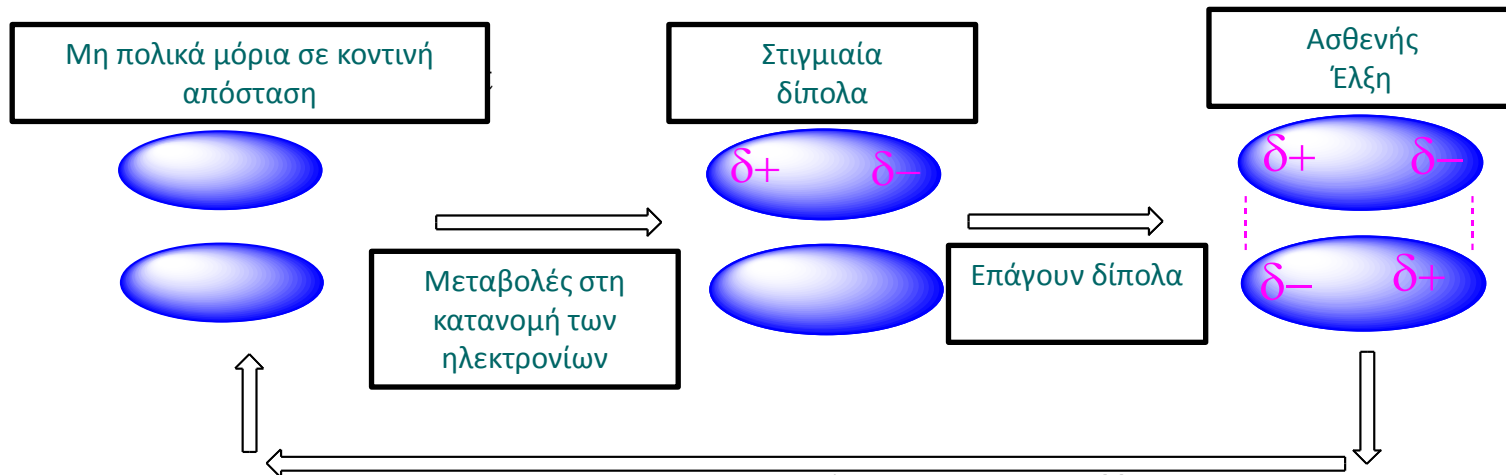 Μη πολικά μόρια σε κοντινή
απόσταση
Στιγμιαία
δίπολα
Ασθενής
Έλξη
δ+ δ−
δ+ δ−
Μεταβολές στη
κατανομή των
ηλεκτρονίων
Επάγουν δίπολα
δ− δ+